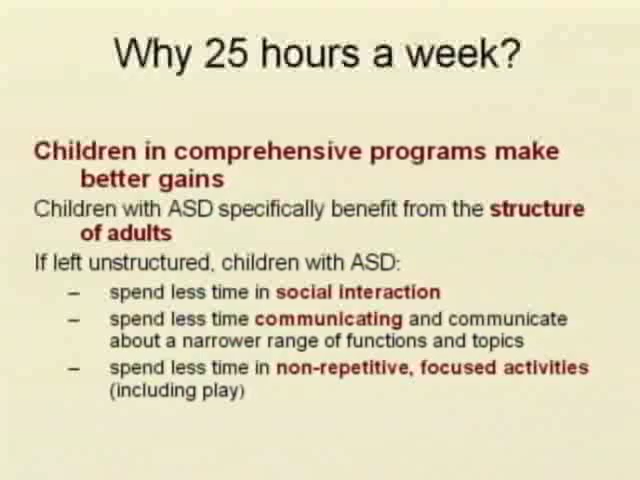 Why 25 hours a week?
Children in comprehensive programs make
better gains
Children with ASD specifically benefit from the structure
of adults
If left unstructured, children with ASD:
– spend less time in social interaction
– spend less time communicating and communicate
about a narrower range of functions and topics
– spend less time in non-repetitive, focused activities
(including play)